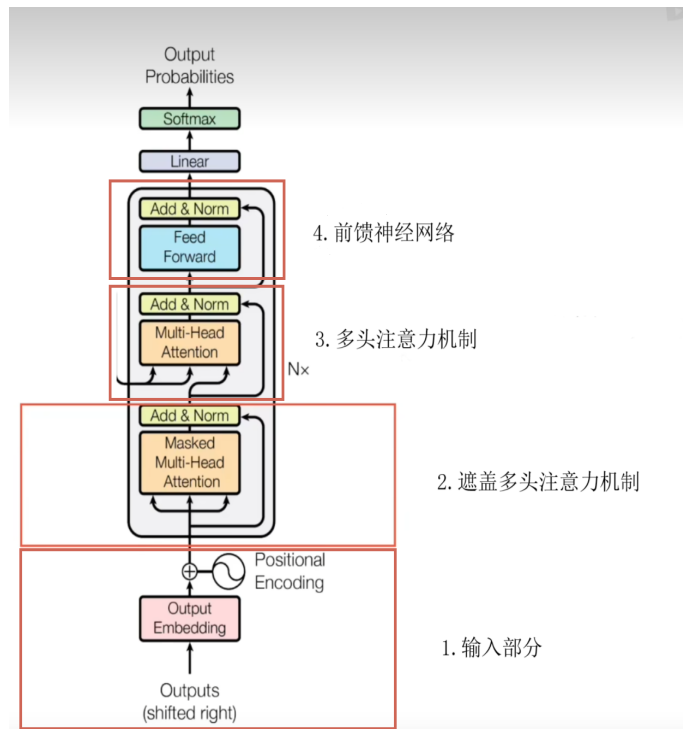 Output
Probabilities
Softmax
Linear
Add & Norm
Feed
Forward
4.前馈神经网络
Add & Norm
Multi-Head
Attention
3.多头注意力机制
N×
Add & Norm
Masked
Multi-Head
Attention
2.遮盖多头注意力机制
Positional
Encoding
Output
Embedding
1.输入部分
Outputs
(shifted right)